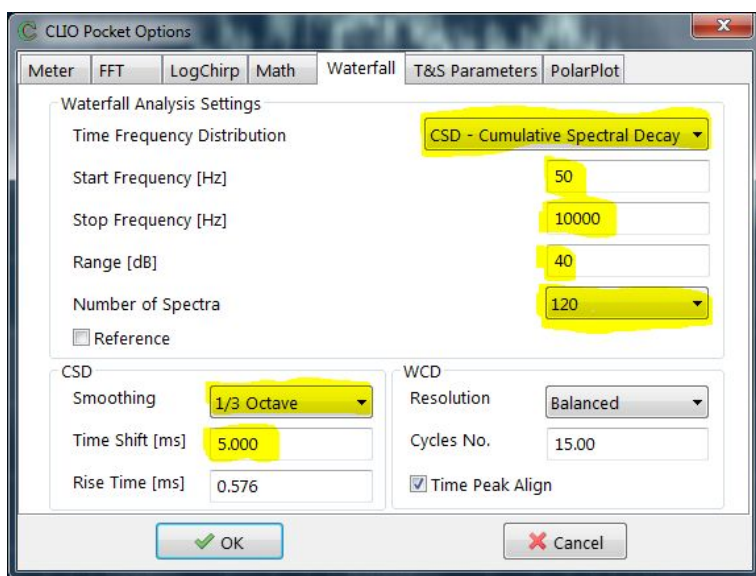 CLIO Pocket Options
Meter FFT LogChirp Math Waterfall T&S Parameters PolarPlot
Waterfall Analysis Settings
Time Frequency Distribution CSD - Cumulative Spectral Decay
Start Frequency [Hz] 50
Stop Frequency [Hz] 10000
Range [dB] 40
Number of Spectra 120
Reference
CSD
Smoothing 1/3 Octave
Time Shift [ms] 5.000
Rise Time [ms] 0.576
WCD
Resolution Balanced
Cycles No. 15.00
Time Peak Align
OK Cancel